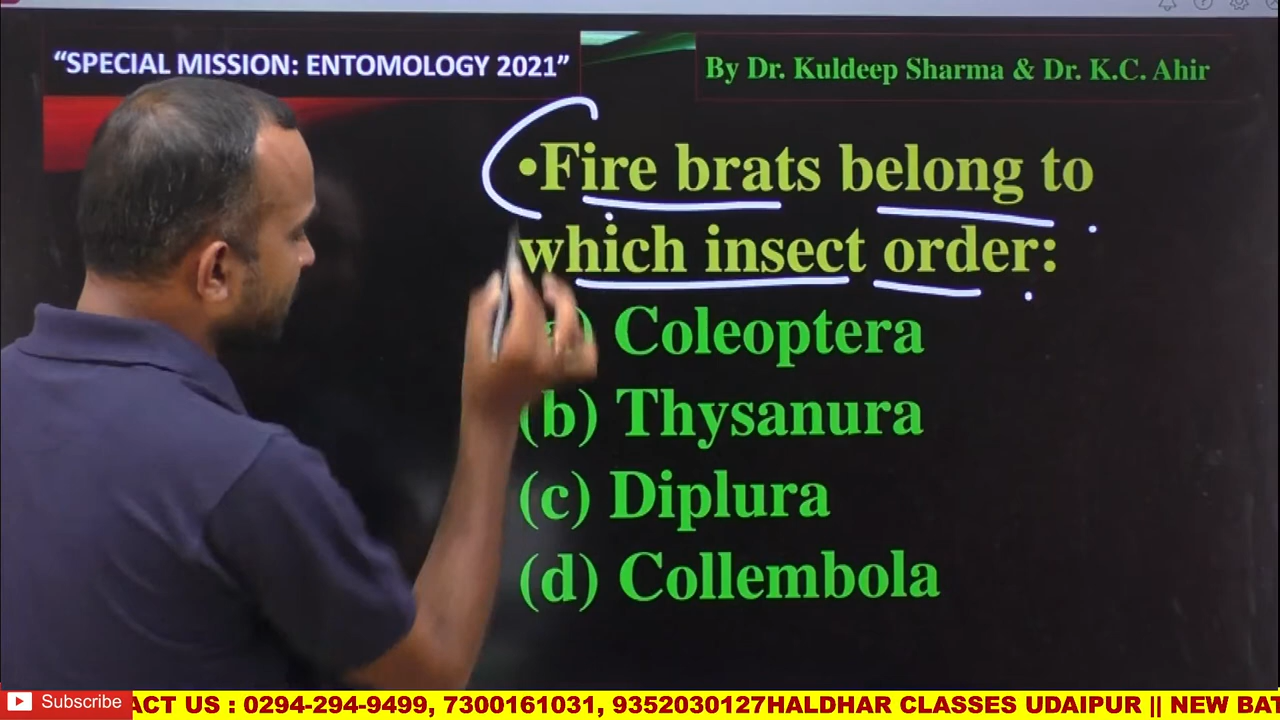 “SPECIAL MISSION: ENTOMOLOGY 2021”
By Dr. Kuldeep Sharma & Dr. K.C. Ahir
•Fire brats belong to
which insect order:
Coleoptera
(b) Thysanura
(c) Diplura
(d) Collembola
Subscribe
ACT US : 0294-294-9499, 7300161031, 9352030127HALDHAR CLASSES UDAIPUR || NEW BAT